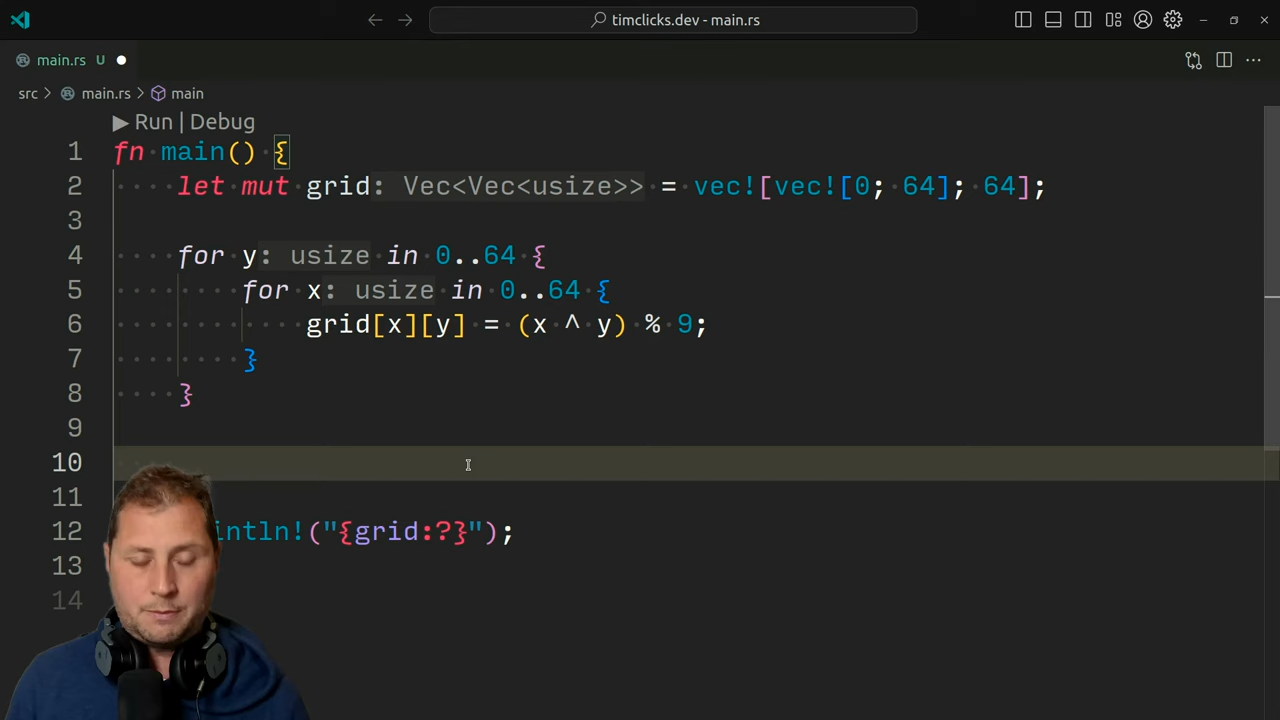 timclicks.dev - main.rs
main.rs U
src > main.rs > main
Run | Debug
1 fn main() {
2 let mut grid: Vec<Vec<usize>> = vec![vec![0; 64]; 64];
3
4 for y: usize in 0..64 {
5 for x: usize in 0..64 {
6 grid[x][y] = (x ^ y) % 9;
7 }
8 }
9
10
11
12 intln!("{grid:?}");
13
14